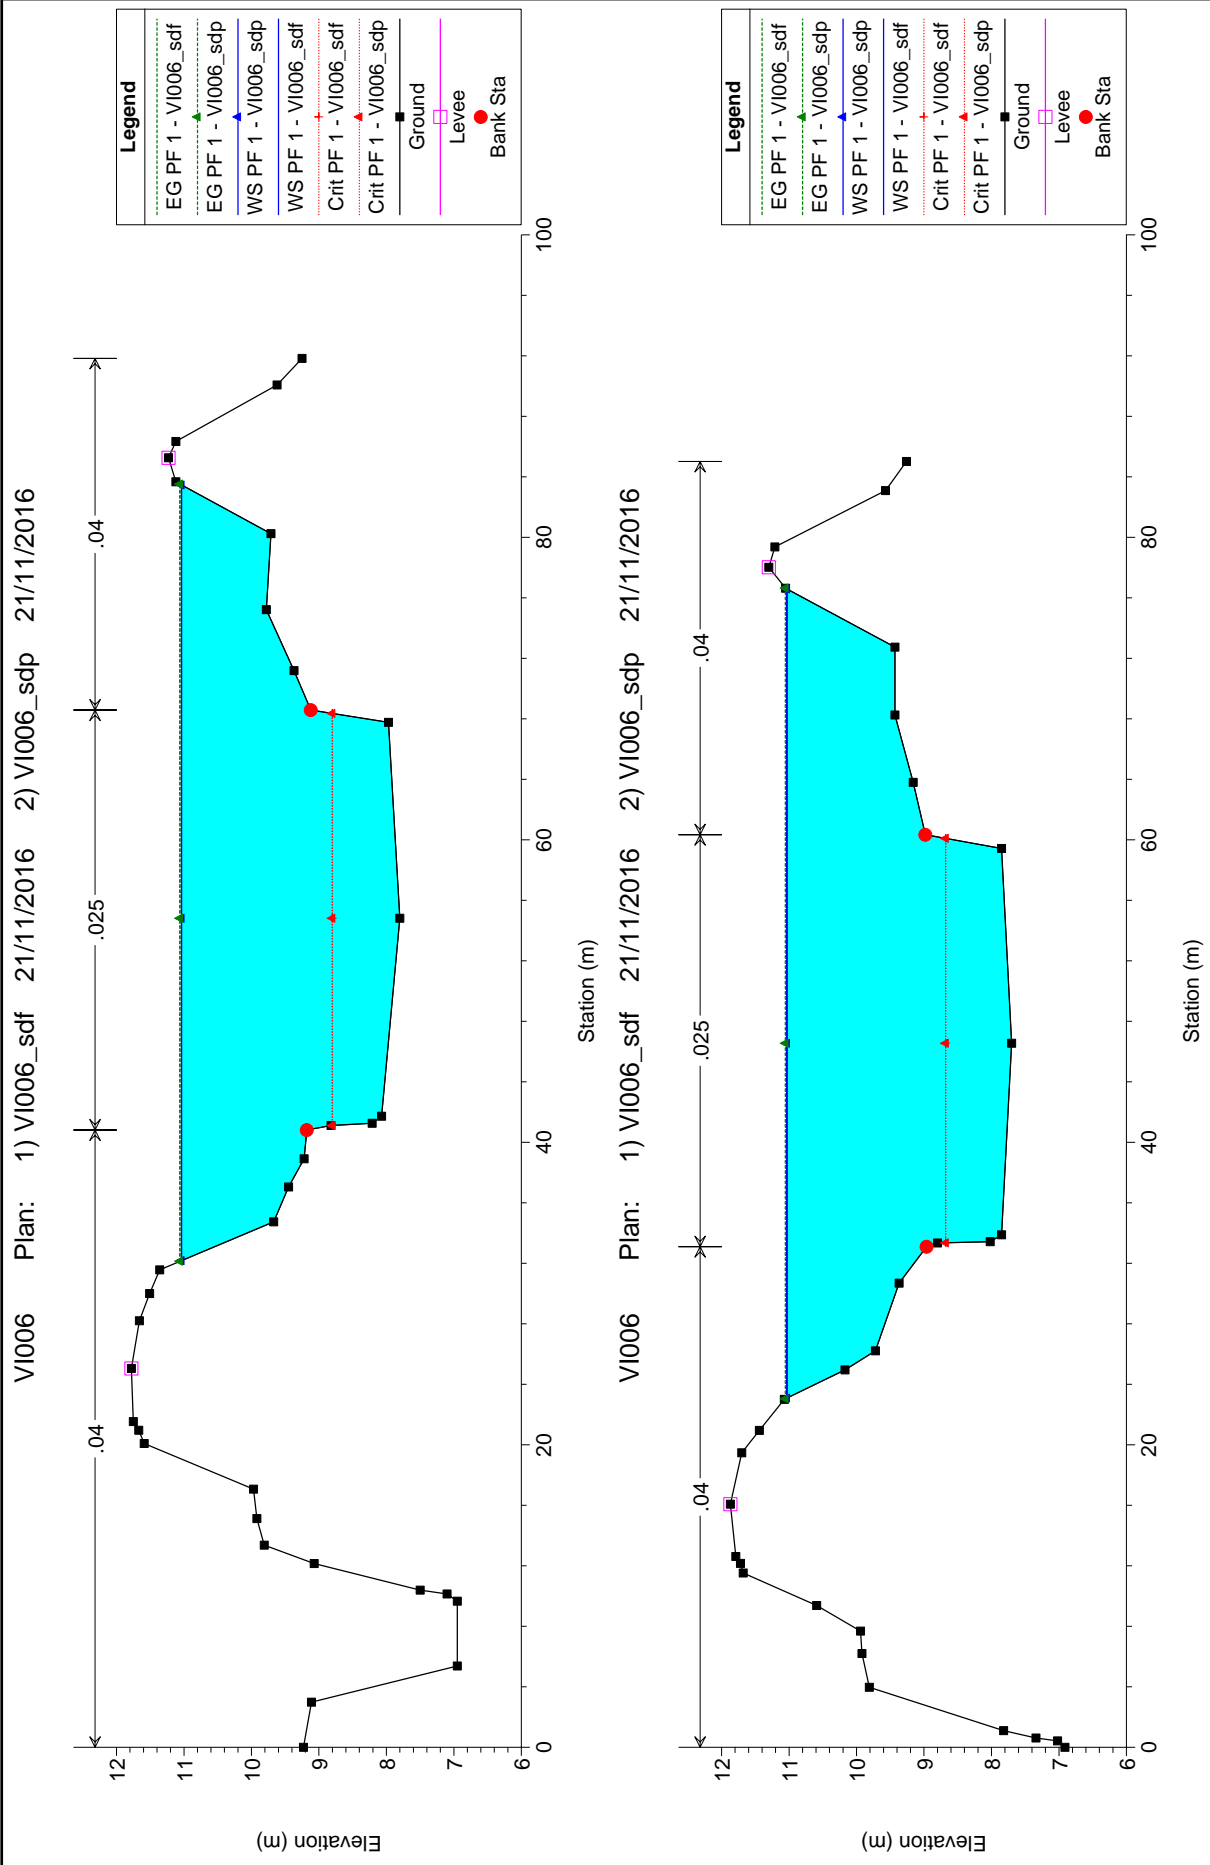 VI006 Plan: 1) VI006_sdf 21/11/2016 2) VI006_sdp 21/11/2016
.04
.025
.04
Legend
EG PF 1 - VI006_sdf
EG PF 1 - VI006_sdp
WS PF 1 - VI006_sdp
WS PF 1 - VI006_sdf
Crit PF 1 - VI006_sdf
Crit PF 1 - VI006_sdp
Ground
Levee
Bank Sta
12
11
10
9
8
7
6
Elevation (m)
0
20
40
60
80
100
Station (m)
VI006 Plan: 1) VI006_sdf 21/11/2016 2) VI006_sdp 21/11/2016
.04
.025
.04
Legend
EG PF 1 - VI006_sdf
EG PF 1 - VI006_sdp
WS PF 1 - VI006_sdp
WS PF 1 - VI006_sdf
Crit PF 1 - VI006_sdf
Crit PF 1 - VI006_sdp
Ground
Levee
Bank Sta
12
11
10
9
8
7
6
Elevation (m)
0
20
40
60
80
100
Station (m)